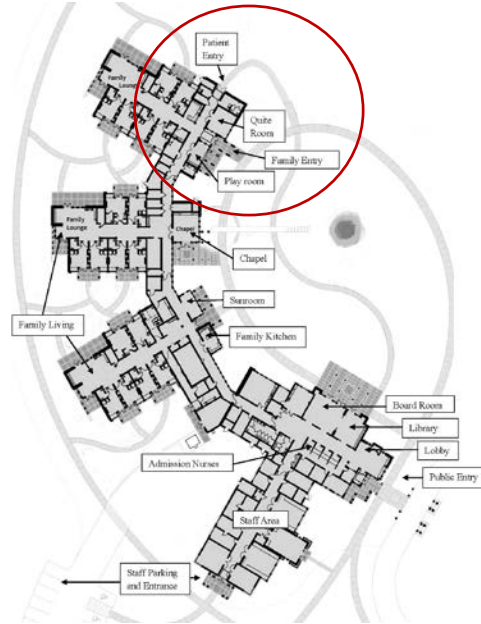 Patient
Entry
Family
Lounge
Quite
Room
Family Entry
Play room
Family
Lounge
Chapel
Chapel
Sunroom
Family Living
Family Kitchen
Board Room
Library
Lobby
Admission Nurses
Public Entry
Staff Area
Staff Parking
and Entrance